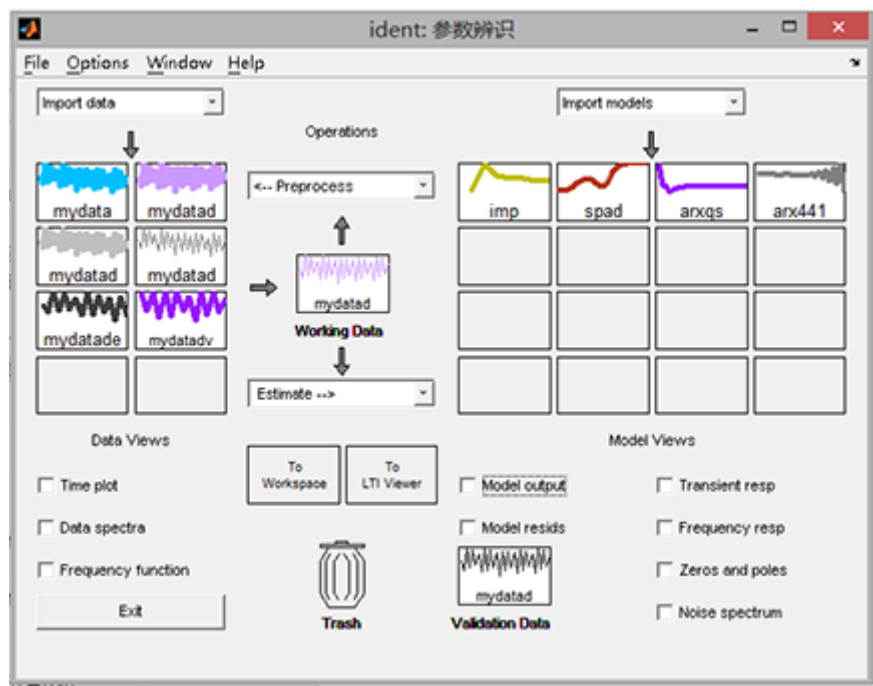 ident: 参数辨识
File Options Window Help
Import data
Import models
Operations
<-- Preprocess
mydata
mydatad
imp
spad
arxqs
arx441
mydatad
mydatad
mydatad
Working Data
mydatade
mydatadv
Estimate -->
Data Views
Model Views
To Workspace
To LTI Viewer
Time plot
Model output
Transient resp
Data spectra
Model resids
Frequency resp
Frequency function
mydatad
Zeros and poles
Exit
Trash
Validation Data
Noise spectrum